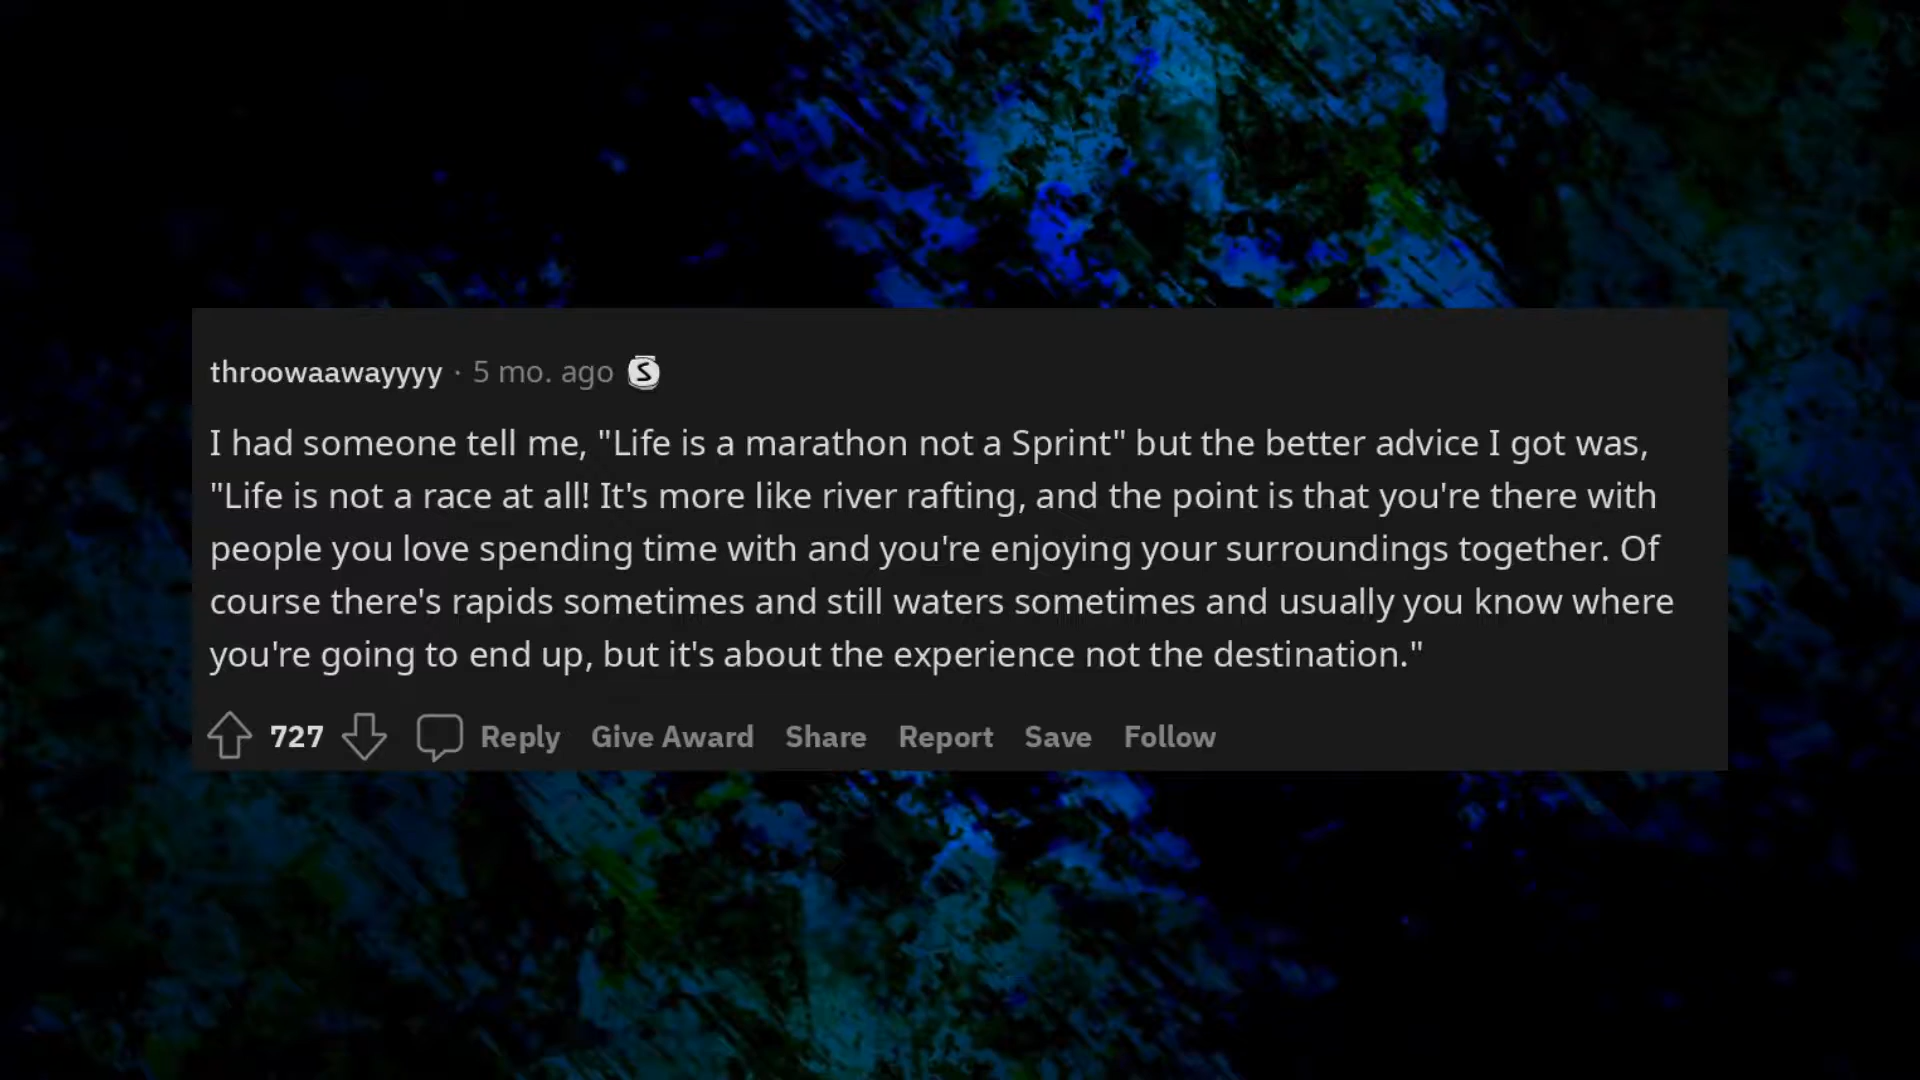 throowaawayyyy · 5 mo. ago S
I had someone tell me, "Life is a marathon not a Sprint" but the better advice I got was,
"Life is not a race at all! It's more like river rafting, and the point is that you're there with
people you love spending time with and you're enjoying your surroundings together. Of
course there's rapids sometimes and still waters sometimes and usually you know where
you're going to end up, but it's about the experience not the destination."
727 Reply Give Award Share Report Save Follow